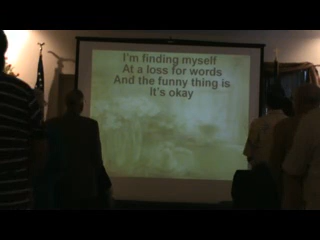 I'm finding myself
At a loss for words
And the funny thing is
It's okay